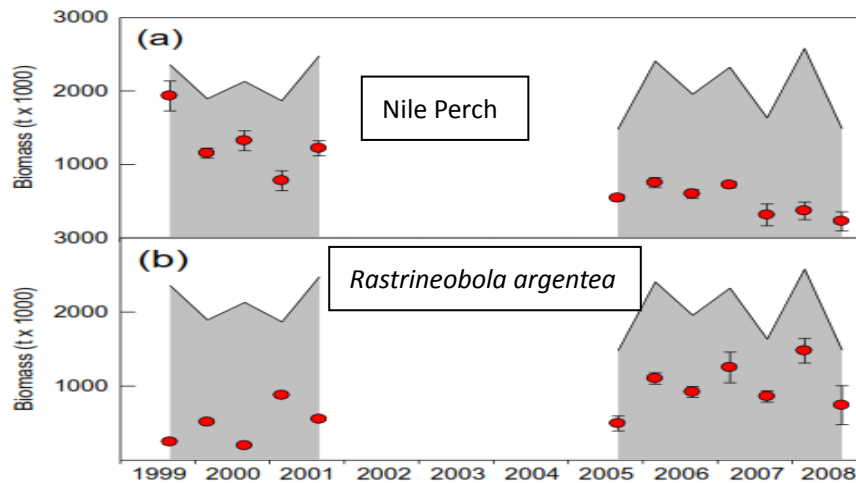 3000
(a)
Nile Perch
2000
1000
Biomass (t x 1000)
3000
(b)
Rastrineobola argentea
2000
1000
Biomass (t x 1000)
1999 2000 2001 2002 2003 2004 2005 2006 2007 2008